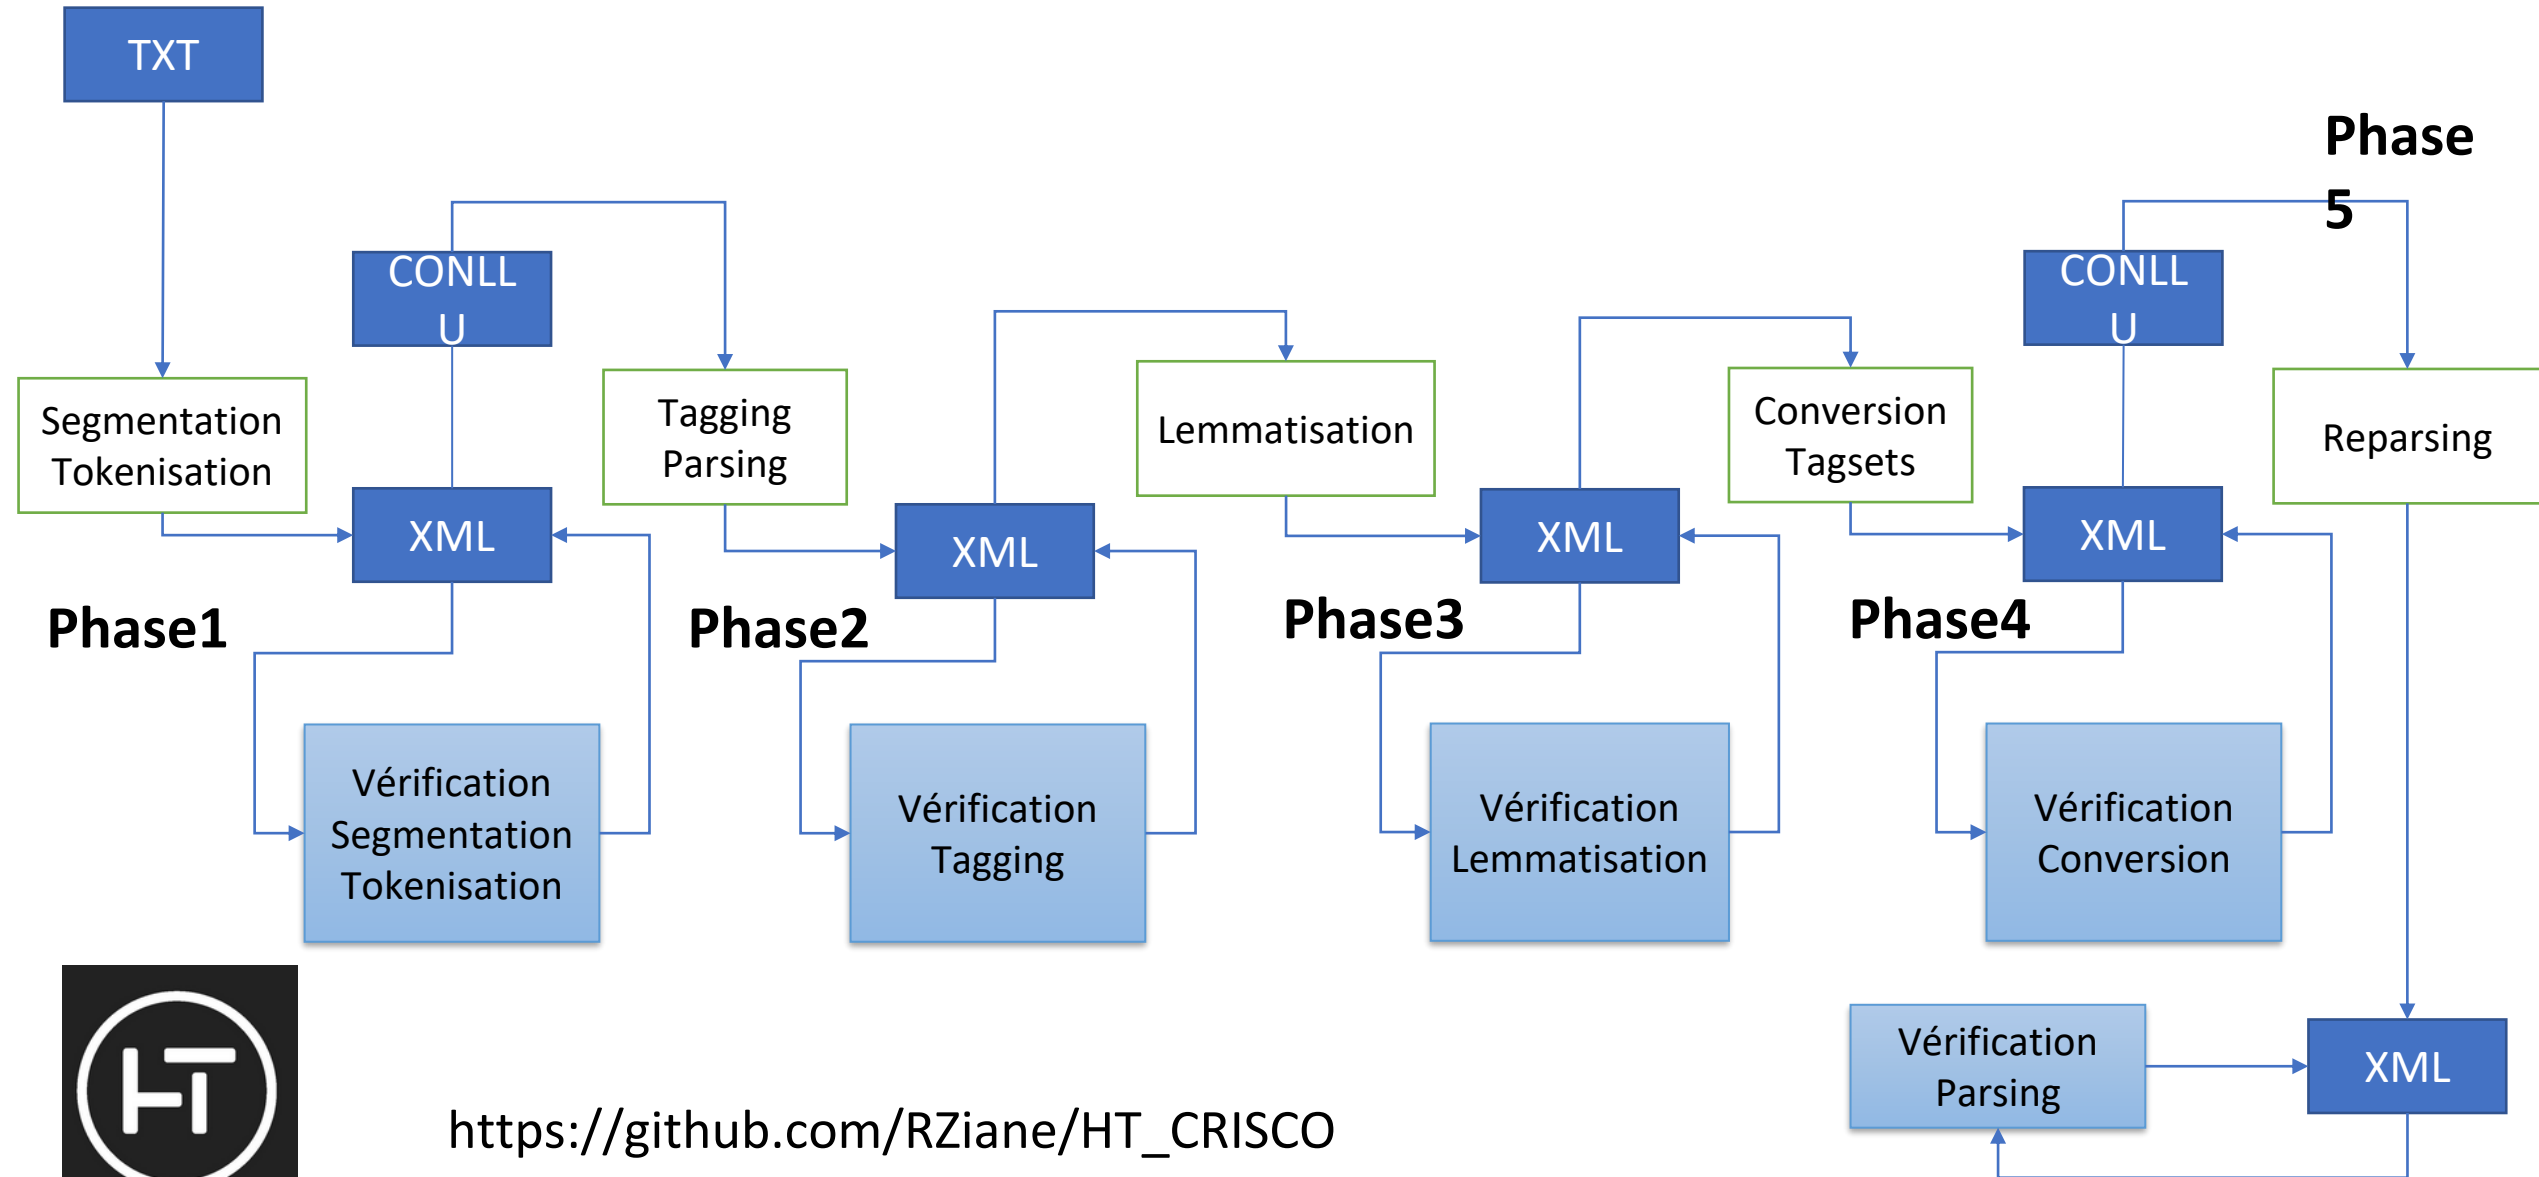 TXT
Phase
5
CONLL
U
CONLL
U
Segmentation
Tokenisation
Tagging
Parsing
Lemmatisation
Conversion
Tagsets
Reparsing
XML
XML
XML
XML
Phase1
Phase2
Phase3
Phase4
Vérification
Segmentation
Tokenisation
Vérification
Tagging
Vérification
Lemmatisation
Vérification
Conversion
Vérification
Parsing
XML
HT
https://github.com/RZiane/HT_CRISCO